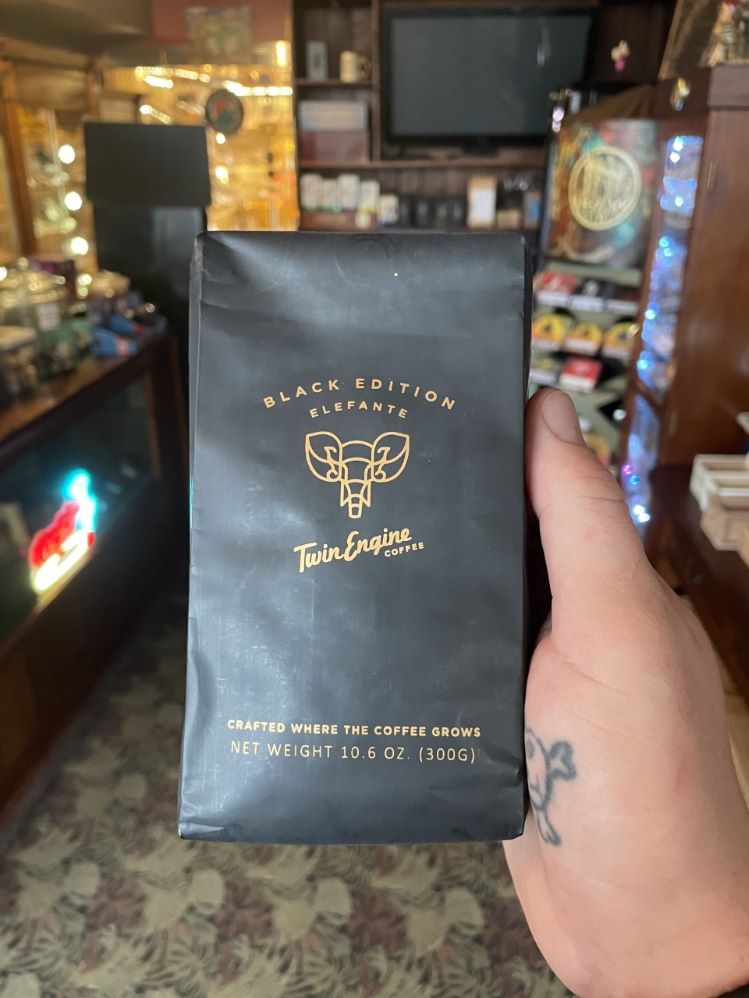 BLACK EDITION
ELEFANTE
Twin Engine
COFFEE
CRAFTED WHERE THE COFFEE GROWS
NET WEIGHT 10.6 OZ. (300G)